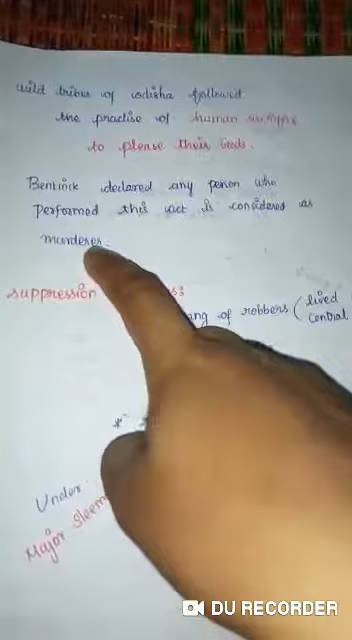 wild tribes of odisha followed
the practise of human sacrifice
to please their Gods.
Bentinck declared any person who
performed this act is considered as
murderer.
suppression
gang of robbers (lived
central
*
Under
Major sleem
DU RECORDER